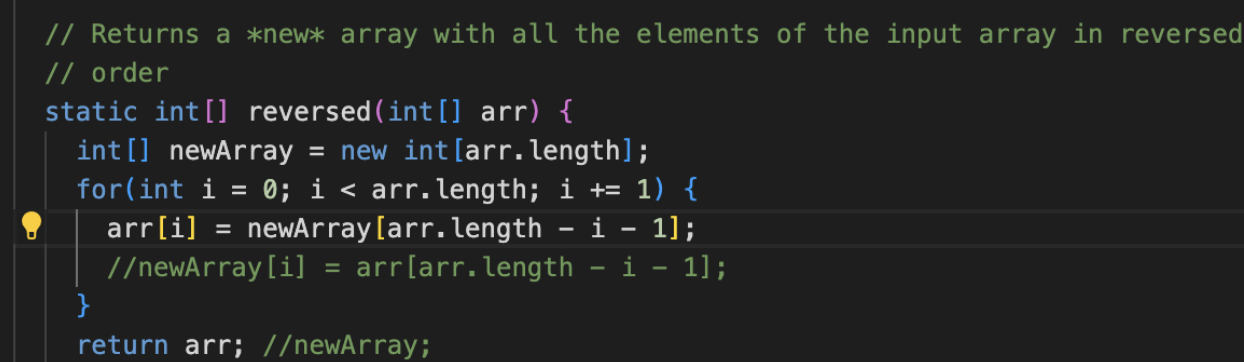 // Returns a *new* array with all the elements of the input array in reversed
// order
static int[] reversed(int[] arr) {
int[] newArray = new int[arr.length];
for(int i = 0; i < arr.length; i += 1) {
arr[i] = newArray[arr.length - i - 1];
//newArray[i] = arr[arr.length - i - 1];
}
return arr; //newArray;